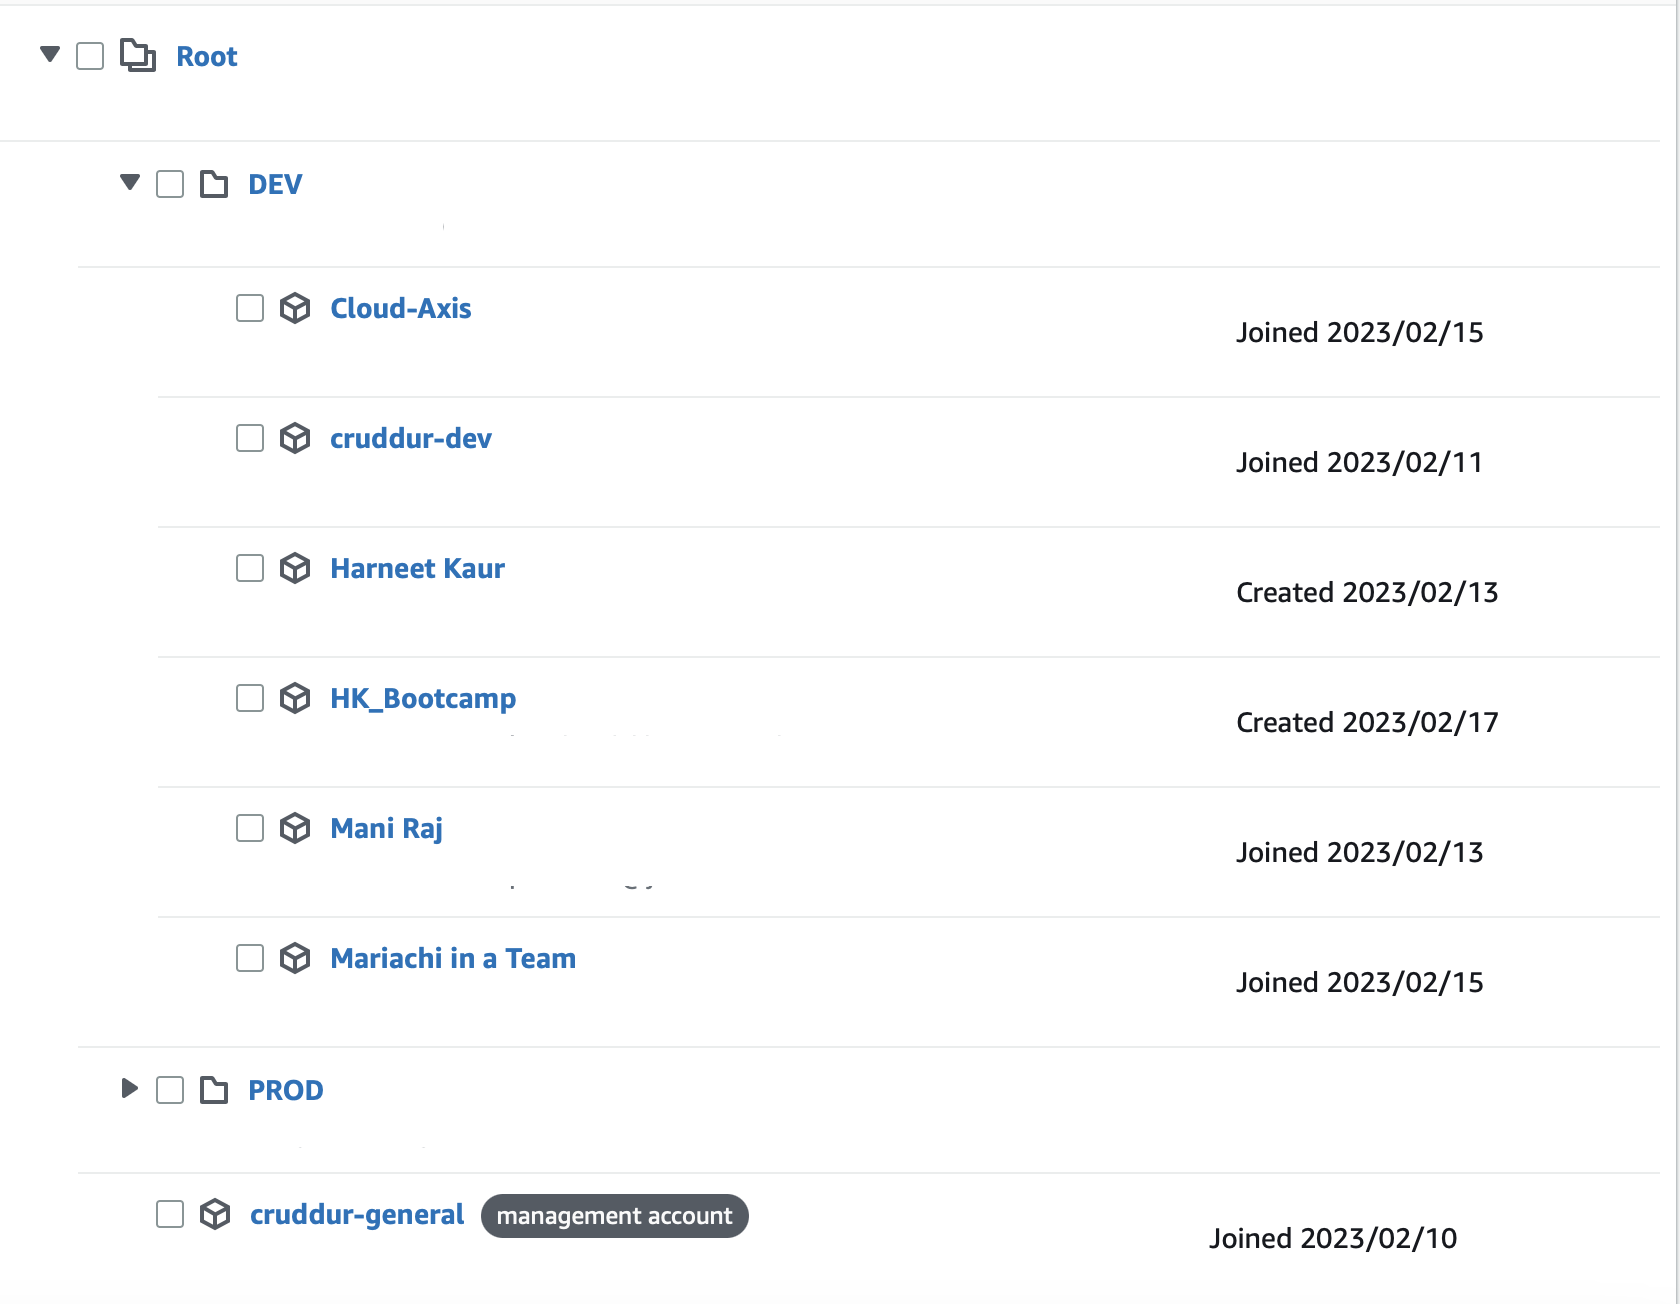 Root
DEV
Cloud-Axis
Joined 2023/02/15
cruddur-dev
Joined 2023/02/11
Harneet Kaur
Created 2023/02/13
HK_Bootcamp
Created 2023/02/17
Mani Raj
Joined 2023/02/13
Mariachi in a Team
Joined 2023/02/15
PROD
cruddur-general management account
Joined 2023/02/10